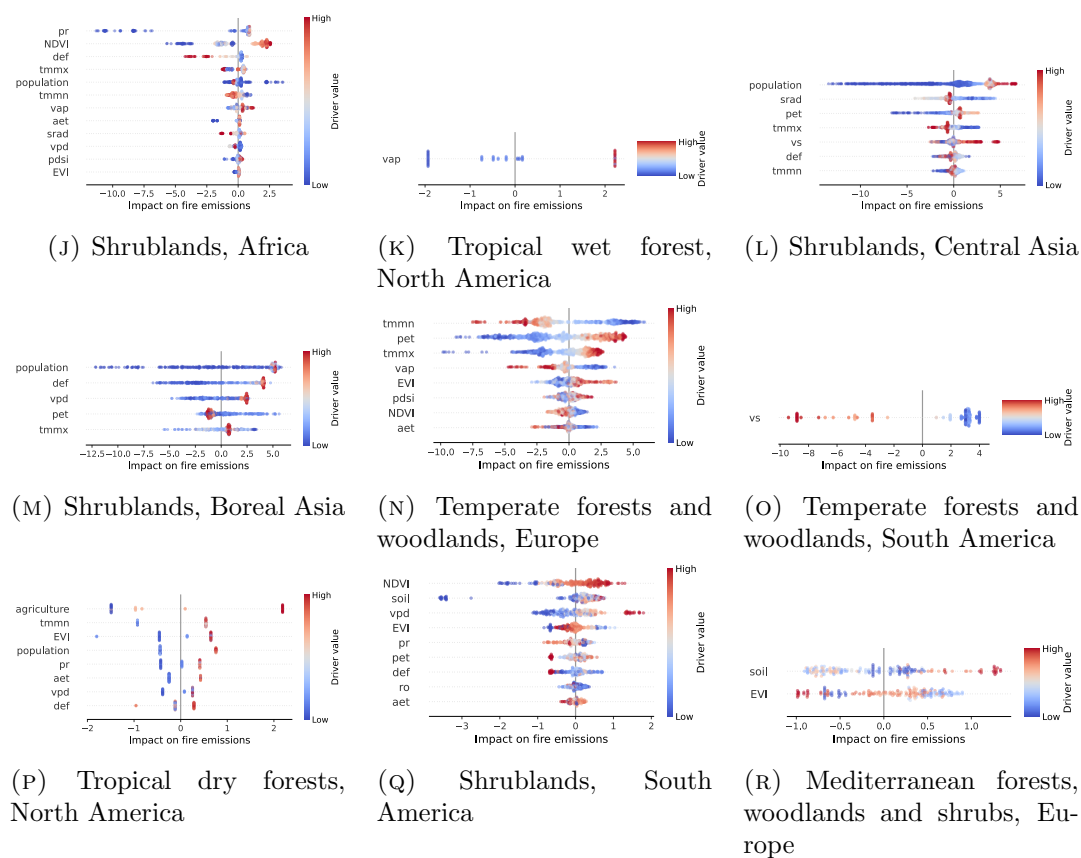 pr
NDVI
def
tmmx
population
tmmn
vap
aet
srad
vpd
pdsi
EVI
−10.0 −7.5 −5.0 −2.5 0.0 2.5
Impact on fire emissions
High
Low
Driver value
(J) Shrublands, Africa
vap
−2 −1 0 1 2
Impact on fire emissions
High
Low
Driver value
(K) Tropical wet forest,
North America
population
srad
pet
tmmx
vs
def
tmmn
−10 −5 0 5
Impact on fire emissions
High
Low
Driver value
(L) Shrublands, Central Asia
population
def
vpd
pet
tmmx
−12.5 −10.0 −7.5 −5.0 −2.5 0.0 2.5 5.0
Impact on fire emissions
High
Low
Driver value
(M) Shrublands, Boreal Asia
tmmn
pet
tmmx
vap
EVI
pdsi
NDVI
aet
−10.0 −7.5 −5.0 −2.5 0.0 2.5 5.0
Impact on fire emissions
High
Low
Driver value
(N) Temperate forests and
woodlands, Europe
vs
−10 −8 −6 −4 −2 0 2 4
Impact on fire emissions
High
Low
Driver value
(O) Temperate forests and
woodlands, South America
agriculture
tmmn
EVI
population
pr
aet
vpd
def
−2 −1 0 1 2
Impact on fire emissions
High
Low
Driver value
(P) Tropical dry forests,
North America
NDVI
soil
vpd
EVI
pr
pet
def
ro
aet
−3 −2 −1 0 1 2
Impact on fire emissions
High
Low
Driver value
(Q) Shrublands, South
America
soil
EVI
−1.0 −0.5 0.0 0.5 1.0
Impact on fire emissions
High
Low
Driver value
(R) Mediterranean forests,
woodlands and shrubs, Eu-
rope